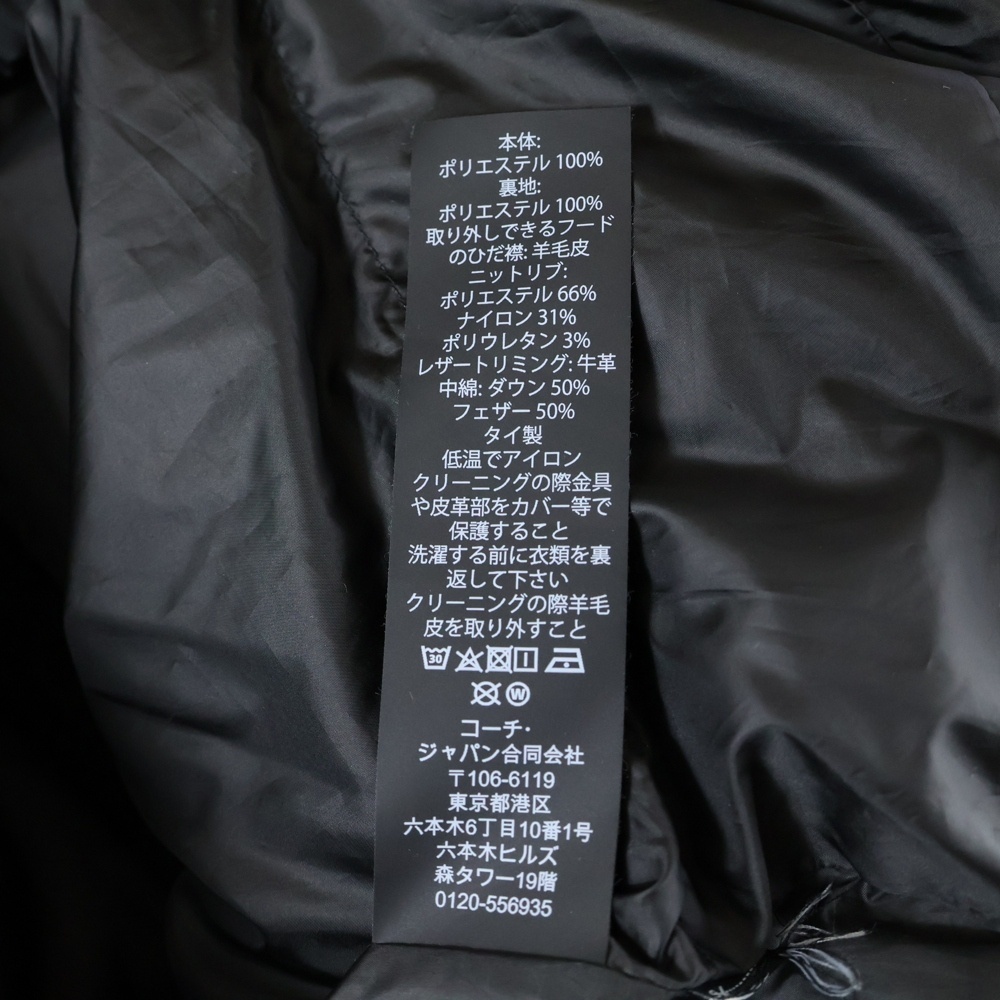 本体:
ポリエステル 100%
裏地:
ポリエステル 100%
取り外しできるフード
のひだ襟: 羊毛皮
ニットリブ:
ポリエステル 66%
ナイロン 31%
ポリウレタン 3%
レザートリミング: 牛革
中綿: ダウン 50%
フェザー 50%
タイ製
低温でアイロン
クリーニングの際金具
や皮革部をカバー等で
保護すること
洗濯する前に衣類を裏
返して下さい
クリーニングの際羊毛
皮を取り外すこと
30
W
コーチ・
ジャパン合同会社
〒106-6119
東京都港区
六本木6丁目10番1号
六本木ヒルズ
森タワー19階
0120-556935